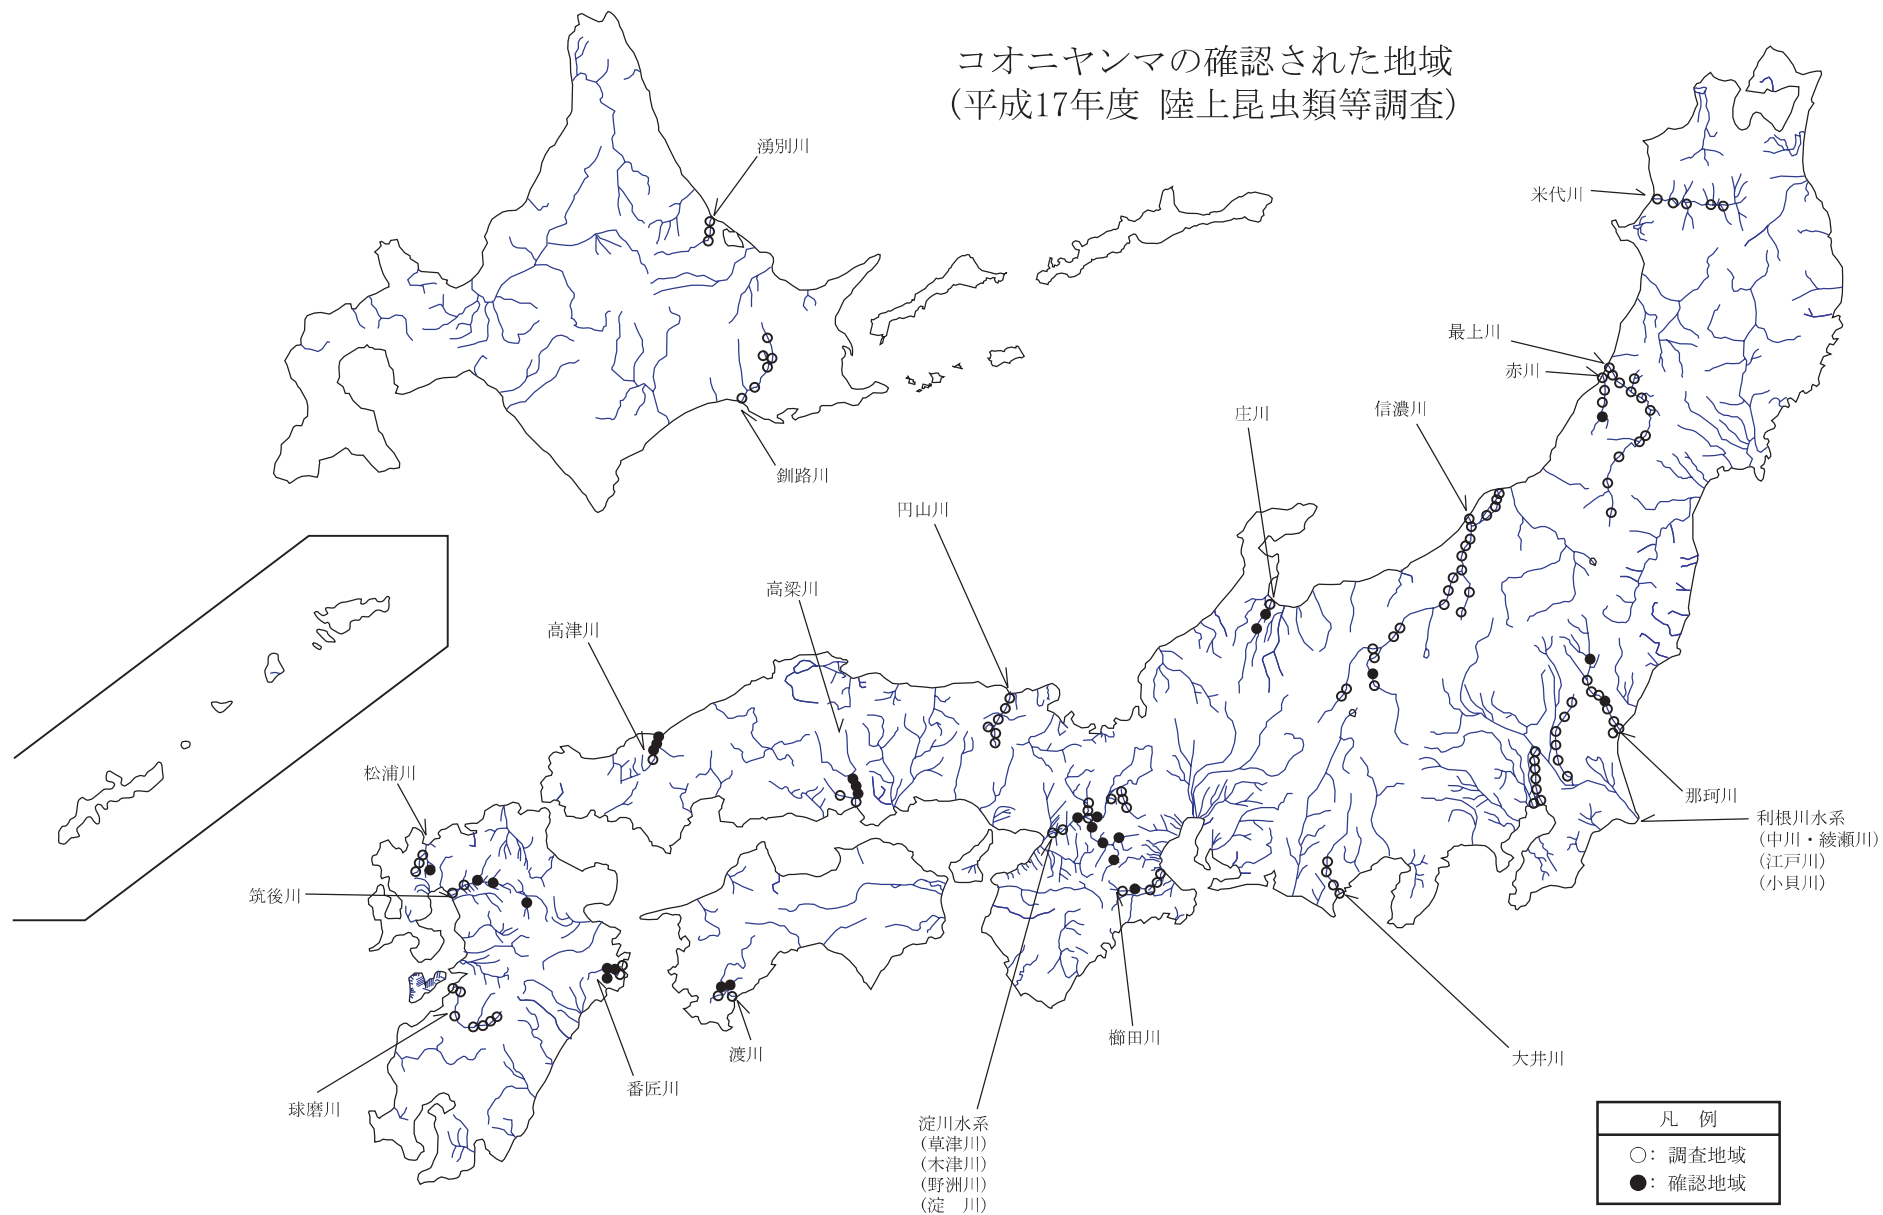 コオニヤンマの確認された地域
(平成17年度 陸上昆虫類等調査)
湧別川
米代川
最上川
赤川
信濃川
庄川
釧路川
円山川
高梁川
高津川
松浦川
筑後川
球磨川
番匠川
渡川
淀川水系
(草津川)
(木津川)
(野洲川)
(淀　川)
櫛田川
大井川
那珂川
利根川水系
(中川・綾瀬川)
(江戸川)
(小貝川)
凡　例
○：調査地域
●：確認地域